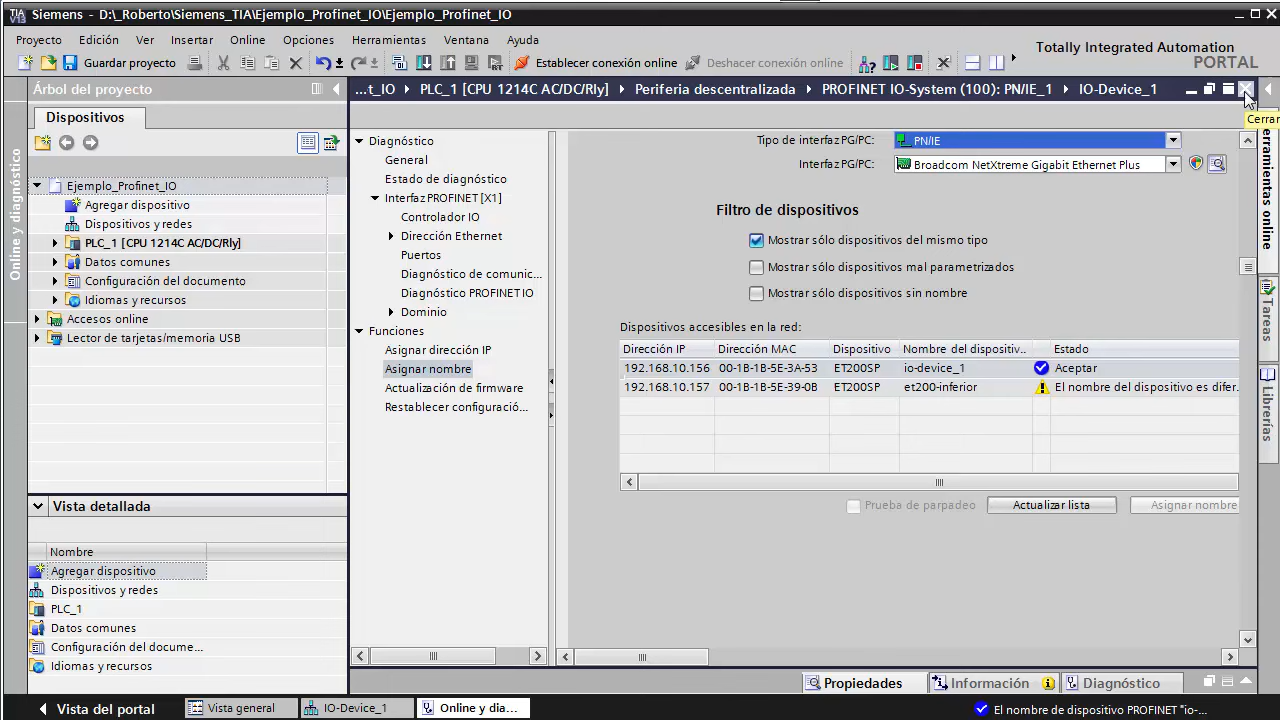 TIA
V13
Siemens - D:\_Roberto\Siemens_TIA\Ejemplo_Profinet_IO\Ejemplo_Profinet_IO
Proyecto Edición Ver Insertar Online Opciones Herramientas Ventana Ayuda
Guardar proyecto Establecer conexión online Deshacer conexión online
Totally Integrated Automation
PORTAL
Árbol del proyecto
...t_IO PLC_1 [CPU 1214C AC/DC/Rly] Periferia descentralizada PROFINET IO-System (100): PN/IE_1 IO-Device_1
Cerrar
Dispositivos
Online y diagnóstico
Ejemplo_Profinet_IO
Agregar dispositivo
Dispositivos y redes
PLC_1 [CPU 1214C AC/DC/Rly]
Datos comunes
Configuración del documento
Idiomas y recursos
Accesos online
Lector de tarjetas/memoria USB
Vista detallada
Nombre
Agregar dispositivo
Dispositivos y redes
PLC_1
Datos comunes
Configuración del docume...
Idiomas y recursos
Diagnóstico
General
Estado de diagnóstico
Interfaz PROFINET [X1]
Controlador IO
Dirección Ethernet
Puertos
Diagnóstico de comunic...
Diagnóstico PROFINET IO
Dominio
Funciones
Asignar dirección IP
Asignar nombre
Actualización de firmware
Restablecer configuració...
Tipo de interfaz PG/PC: PN/IE
Interfaz PG/PC: Broadcom NetXtreme Gigabit Ethernet Plus
Filtro de dispositivos
Mostrar sólo dispositivos del mismo tipo
Mostrar sólo dispositivos mal parametrizados
Mostrar sólo dispositivos sin nombre
Dispositivos accesibles en la red:
Dirección IP Dirección MAC Dispositivo Nombre del dispositiv.. Estado
192.168.10.156 00-1B-1B-5E-3A-53 ET200SP io-device_1 Aceptar
192.168.10.157 00-1B-1B-5E-39-0B ET200SP et200-inferior El nombre del dispositivo es difer.
Prueba de parpadeo Actualizar lista Asignar nombre
online
Tareas
Librerías
Propiedades Información Diagnóstico
Vista del portal Vista general IO-Device_1 Online y dia... El nombre de dispositivo PROFINET "io-...